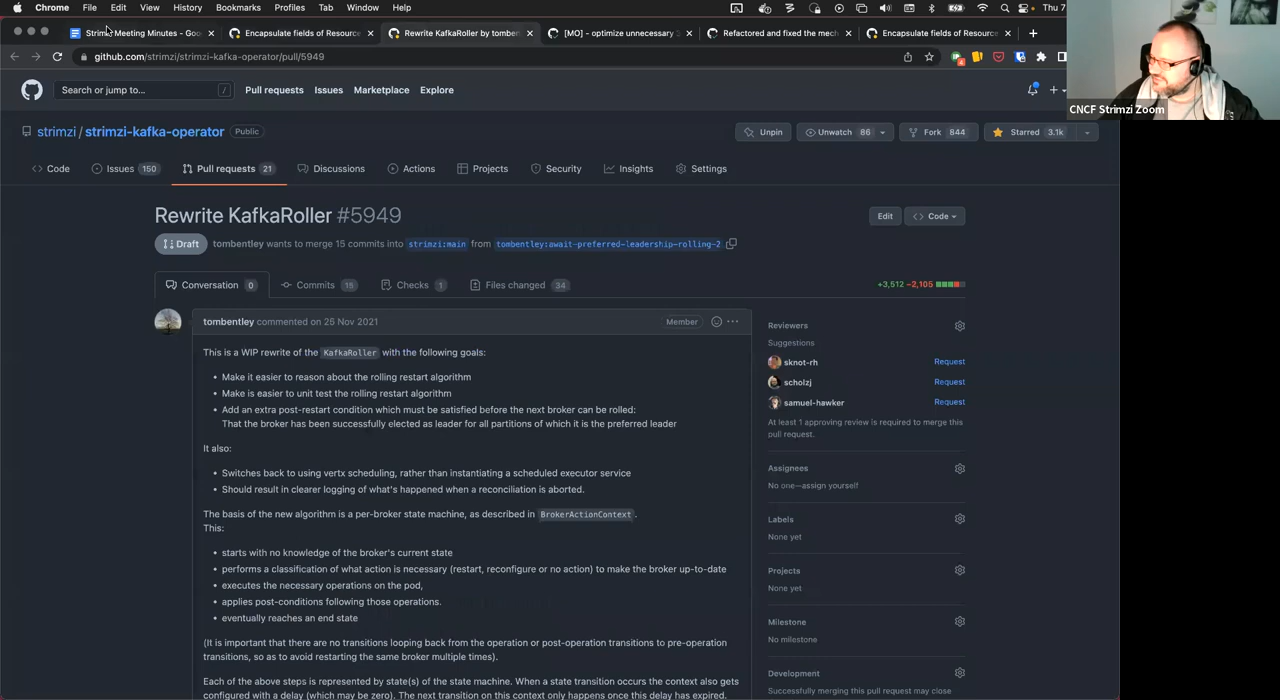 Chrome File Edit View History Bookmarks Profiles Tab Window Help Thu 7
Strimzi Meeting Minutes - Goo
Encapsulate fields of Resource
Rewrite KafkaRoller by tomben
[MO] - optimize unnecessary 3
Refactored and fixed the mech
Encapsulate fields of Resource
github.com/strimzi/strimzi-kafka-operator/pull/5949
Search or jump to... /
Pull requests Issues Marketplace Explore
CNCF Strimzi Zoom
strimzi / strimzi-kafka-operator Public
Unpin Unwatch 86 Fork 844 Starred 3.1k
Code Issues 150 Pull requests 21 Discussions Actions Projects Security Insights Settings
Rewrite KafkaRoller #5949
Edit Code
Draft tombentley wants to merge 15 commits into strimzi:main from tombentley:await-preferred-leadership-rolling-2
Conversation 0 Commits 15 Checks 1 Files changed 34
+3,512 −2,105
tombentley commented on 25 Nov 2021 Member
This is a WIP rewrite of the KafkaRoller with the following goals:
• Make it easier to reason about the rolling restart algorithm
• Make is easier to unit test the rolling restart algorithm
• Add an extra post-restart condition which must be satisfied before the next broker can be rolled:
That the broker has been successfully elected as leader for all partitions of which it is the preferred leader
It also:
• Switches back to using vertx scheduling, rather than instantiating a scheduled executor service
• Should result in clearer logging of what's happened when a reconciliation is aborted.
The basis of the new algorithm is a per-broker state machine, as described in BrokerActionContext.
This:
• starts with no knowledge of the broker's current state
• performs a classification of what action is necessary (restart, reconfigure or no action) to make the broker up-to-date
• executes the necessary operations on the pod,
• applies post-conditions following those operations.
• eventually reaches an end state
(It is important that there are no transitions looping back from the operation or post-operation transitions to pre-operation
transitions, so as to avoid restarting the same broker multiple times).
Each of the above steps is represented by state(s) of the state machine. When a state transition occurs the context also gets
configured with a delay (which may be zero). The next transition on this context only happens once this delay has expired.
Reviewers
Suggestions
sknot-rh Request
scholzj Request
samuel-hawker Request
At least 1 approving review is required to merge this
pull request.
Assignees
No one—assign yourself
Labels
None yet
Projects
None yet
Milestone
No milestone
Development
Successfully merging this pull request may close